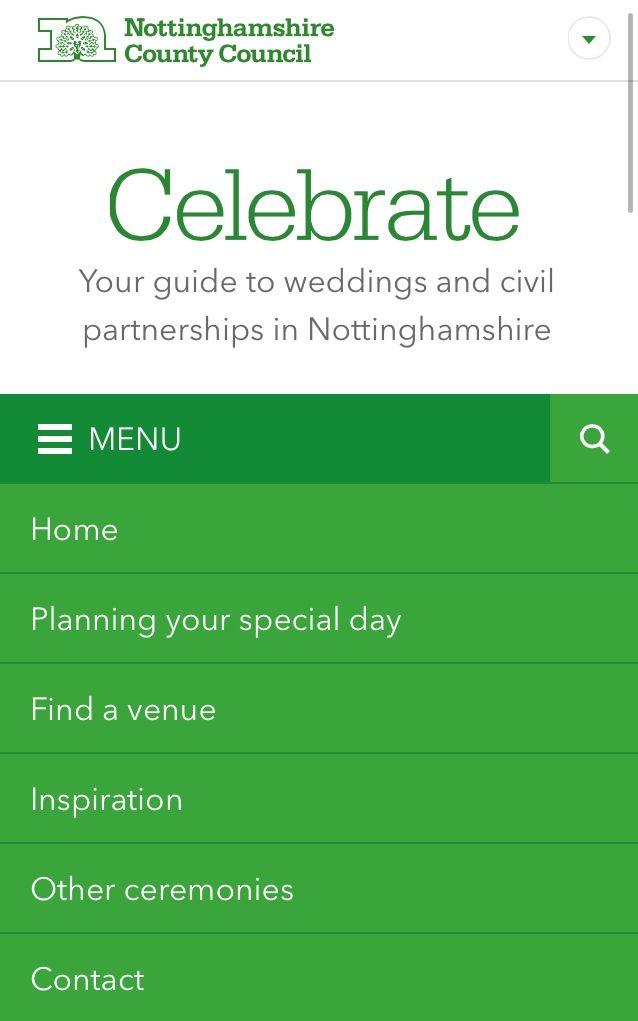 Nottinghamshire
County Council
Celebrate
Your guide to weddings and civil
partnerships in Nottinghamshire
MENU
Home
Planning your special day
Find a venue
Inspiration
Other ceremonies
Contact